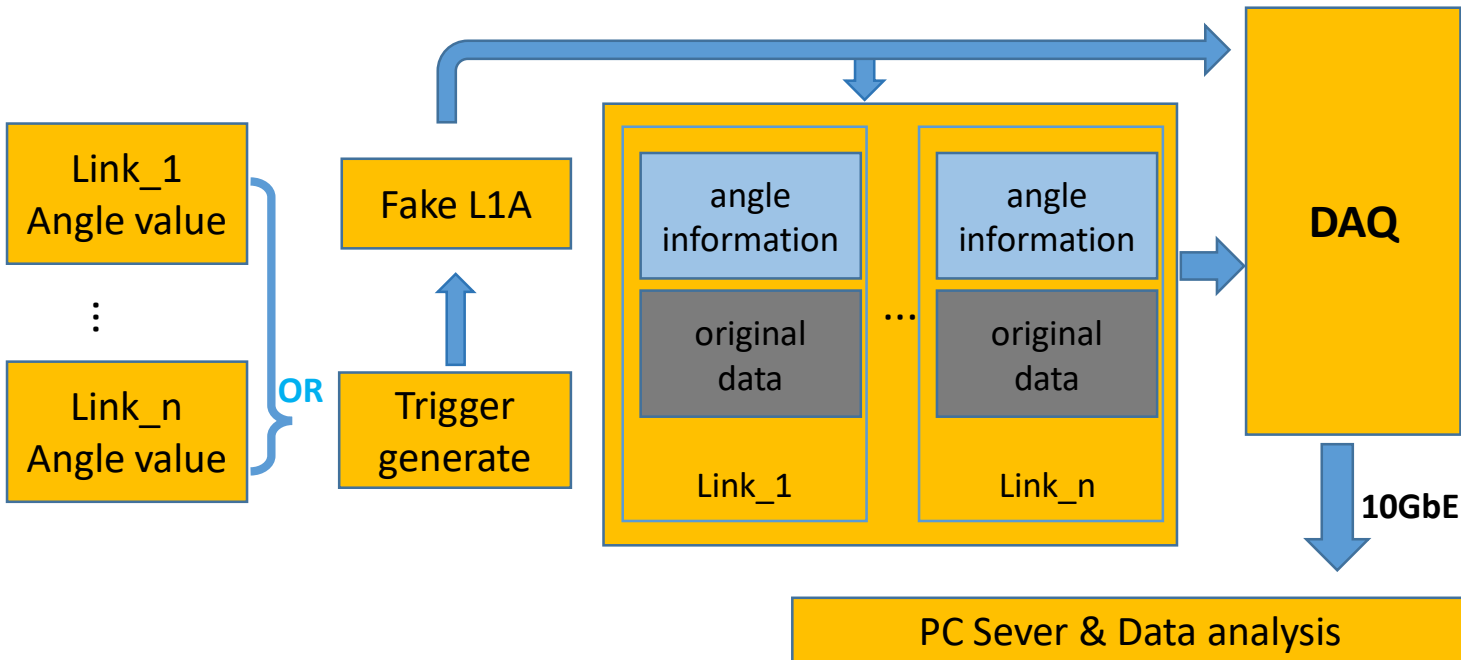 Link_1
Angle value
⋮
Link_n
Angle value
OR
Fake L1A
Trigger
generate
angle
information
original
data
Link_1
...
angle
information
original
data
Link_n
DAQ
10GbE
PC Sever & Data analysis